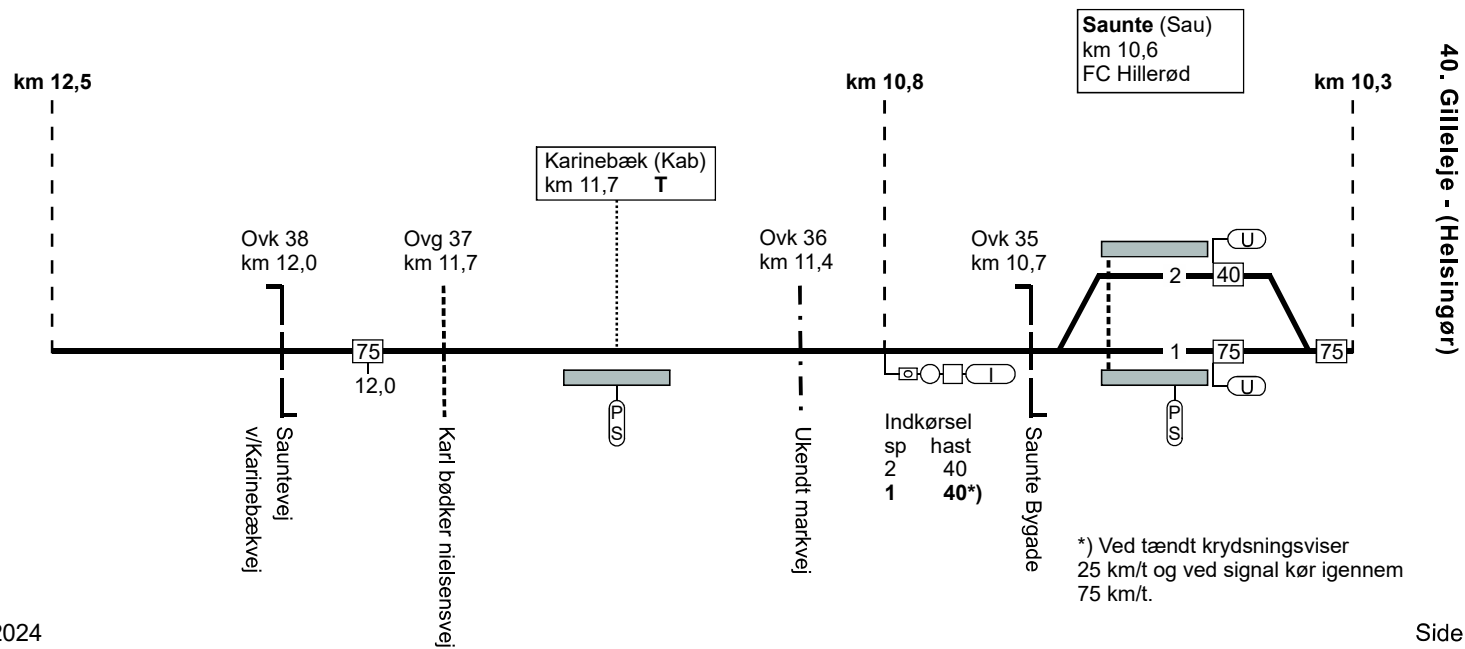 Saunte (Sau)
km 10,6
FC Hillerød
40. Gilleleje - (Helsingør)
km 12,5
km 10,8
km 10,3
Karinebæk (Kab)
km 11,7 T
Ovk 38
km 12,0
Ovg 37
km 11,7
Ovk 36
km 11,4
Ovk 35
km 10,7
U
2
40
75
12,0
1
75
75
I
U
P
S
P
S
Indkørsel
sp hast
2 40
1 40*)
Sauntevej
v/Karinebækvej
Karl bødker nielsensvej
Ukendt markvej
Saunte Bygade
*) Ved tændt krydsningsviser
25 km/t og ved signal kør igennem
75 km/t.
2024
Side